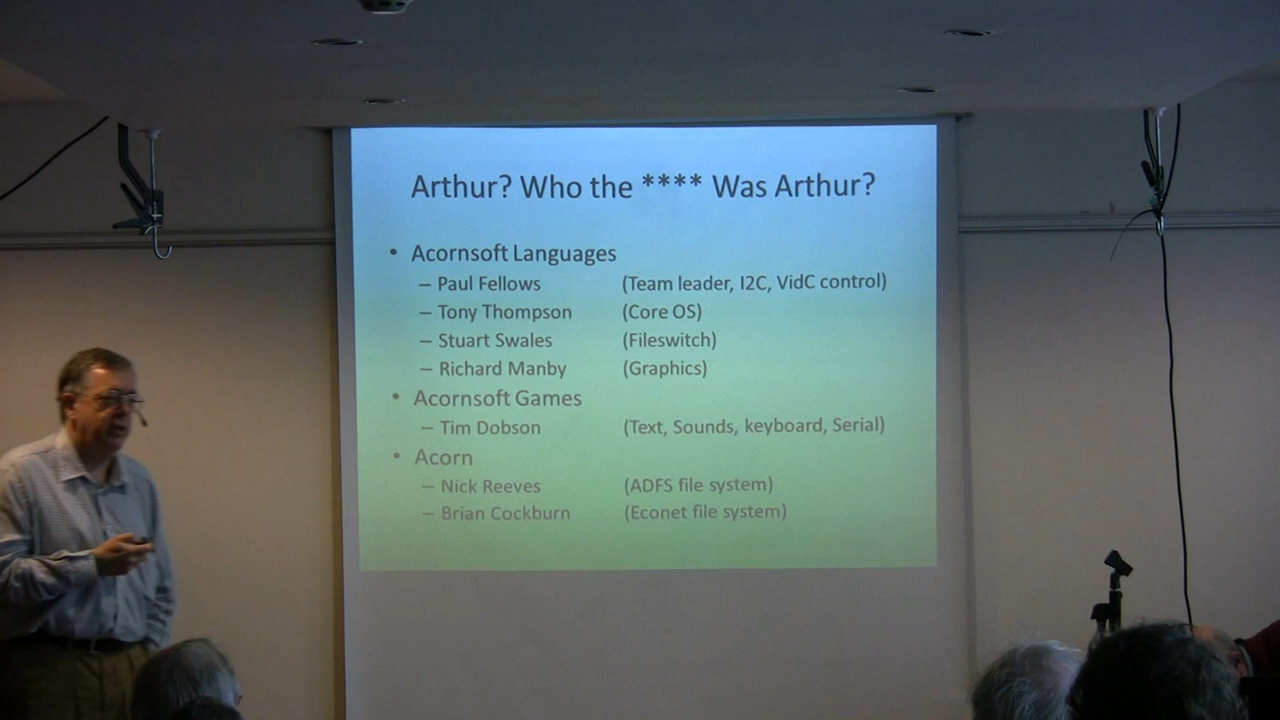 Arthur? Who the **** Was Arthur?
• Acornsoft Languages
– Paul Fellows (Team leader, I2C, VidC control)
– Tony Thompson (Core OS)
– Stuart Swales (Fileswitch)
– Richard Manby (Graphics)
• Acornsoft Games
– Tim Dobson (Text, Sounds, keyboard, Serial)
• Acorn
– Nick Reeves (ADFS file system)
– Brian Cockburn (Econet file system)